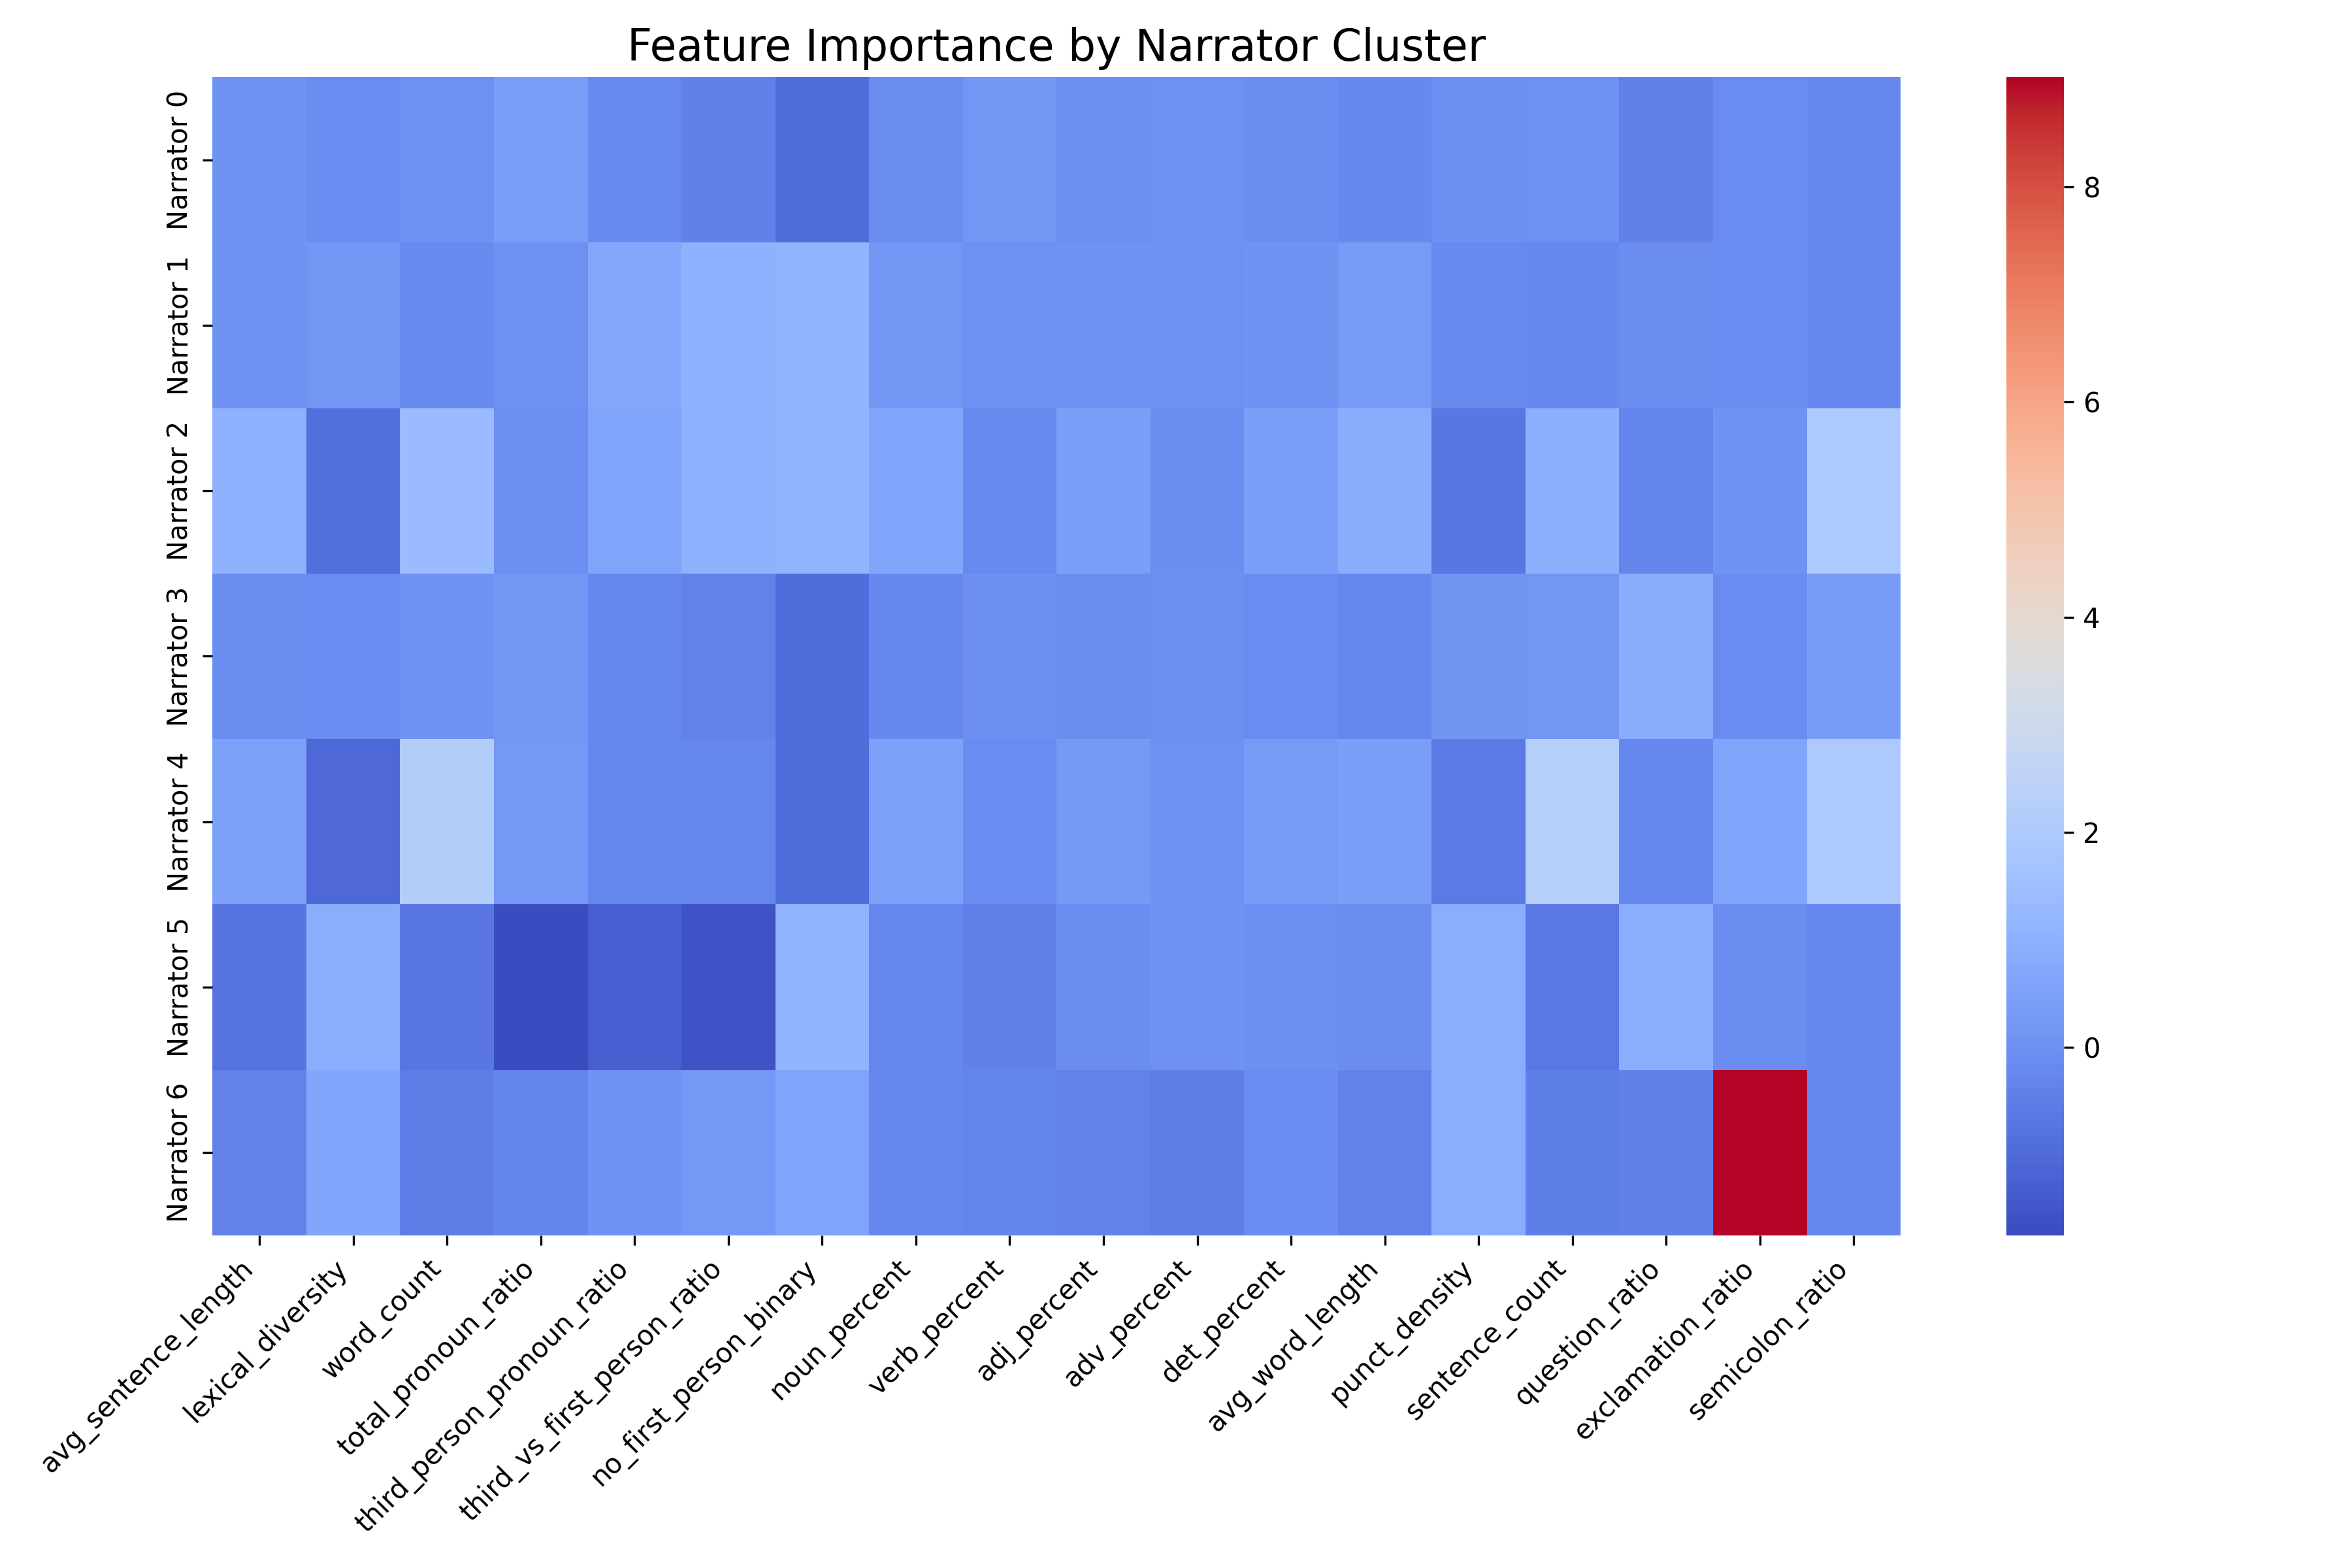 Feature Importance by Narrator Cluster
Narrator 0
Narrator 1
Narrator 2
Narrator 3
Narrator 4
Narrator 5
Narrator 6
avg_sentence_length
lexical_diversity
word_count
total_pronoun_ratio
third_person_pronoun_ratio
third_vs_first_person_ratio
no_first_person_binary
noun_percent
verb_percent
adj_percent
adv_percent
det_percent
avg_word_length
punct_density
sentence_count
question_ratio
exclamation_ratio
semicolon_ratio
8
6
4
2
0